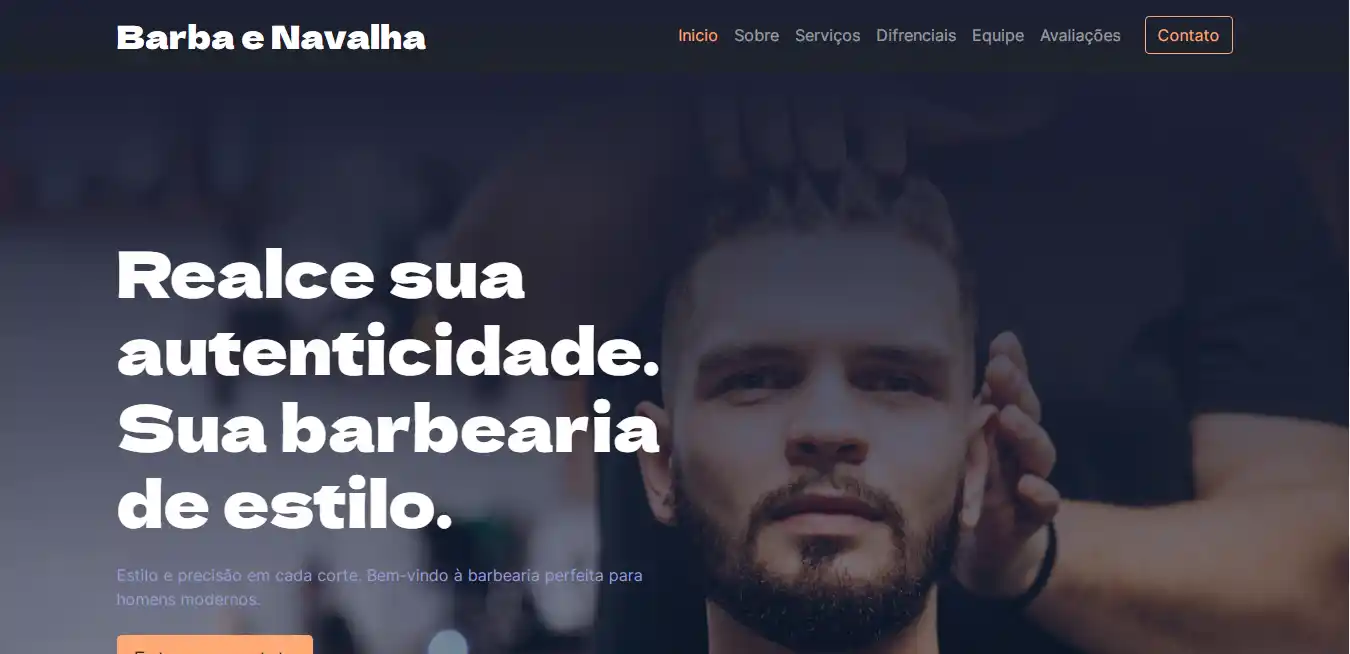 Barba e Navalha
Inicio Sobre Serviços Difrenciais Equipe Avaliações Contato
Realce sua
autenticidade.
Sua barbearia
de estilo.
Estilo e precisão em cada corte. Bem-vindo à barbearia perfeita para
homens modernos.